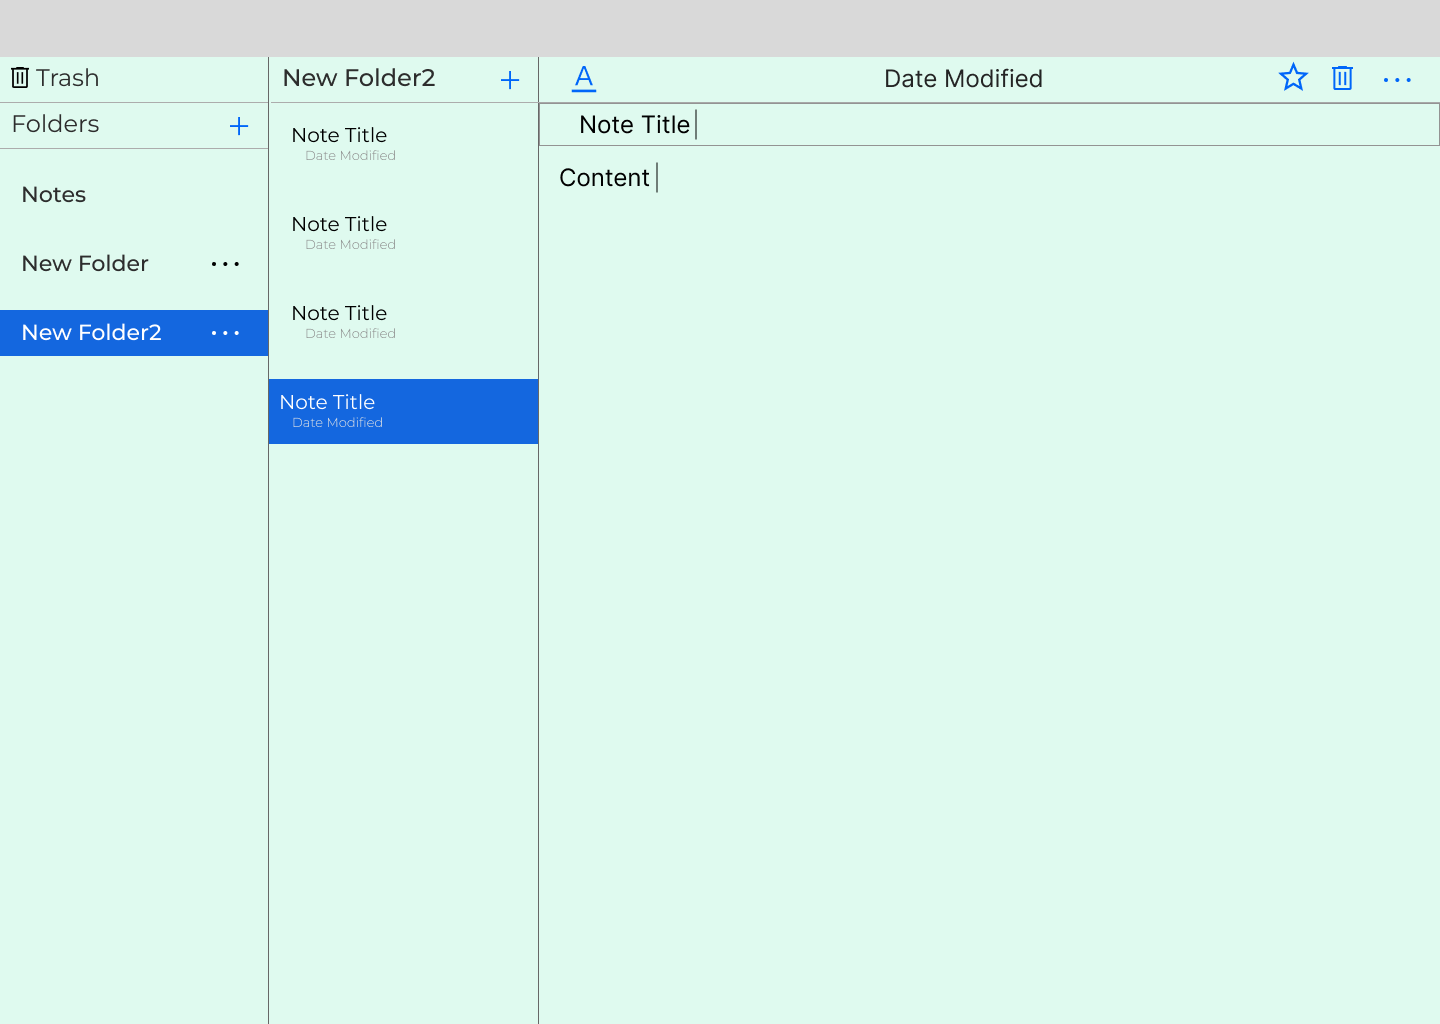 Trash
Folders
Notes
New Folder
New Folder2
New Folder2
Note Title
Date Modified
Note Title
Date Modified
Note Title
Date Modified
Note Title
Date Modified
A
Date Modified
Note Title
Content